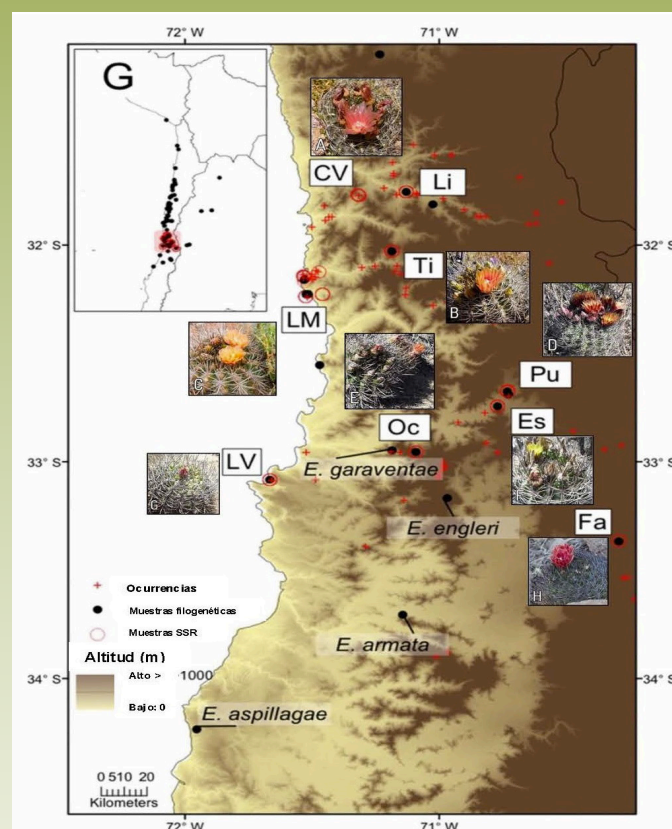 72° W
71° W
G
A
CV
Li
32° S
32° S
Ti
B
D
LM
C
E
Pu
Oc
Es
E. garaventae
33° S
33° S
LV
G
Fa
E. engleri
H
Ocurrencias
Muestras filogenéticas
Muestras SSR
E. armata
Altitud (m)
Alto > 1000
34° S
34° S
Bajo: 0
E. aspillagae
0 5 10 20
Kilometers
72° W
71° W